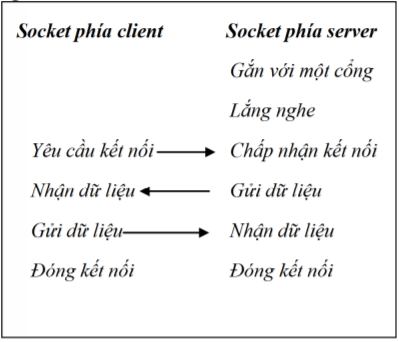 Socket phía client Socket phía server
Gắn với một cổng
Lắng nghe
Yêu cầu kết nối Chấp nhận kết nối
Nhận dữ liệu Gửi dữ liệu
Gửi dữ liệu Nhận dữ liệu
Đóng kết nối Đóng kết nối